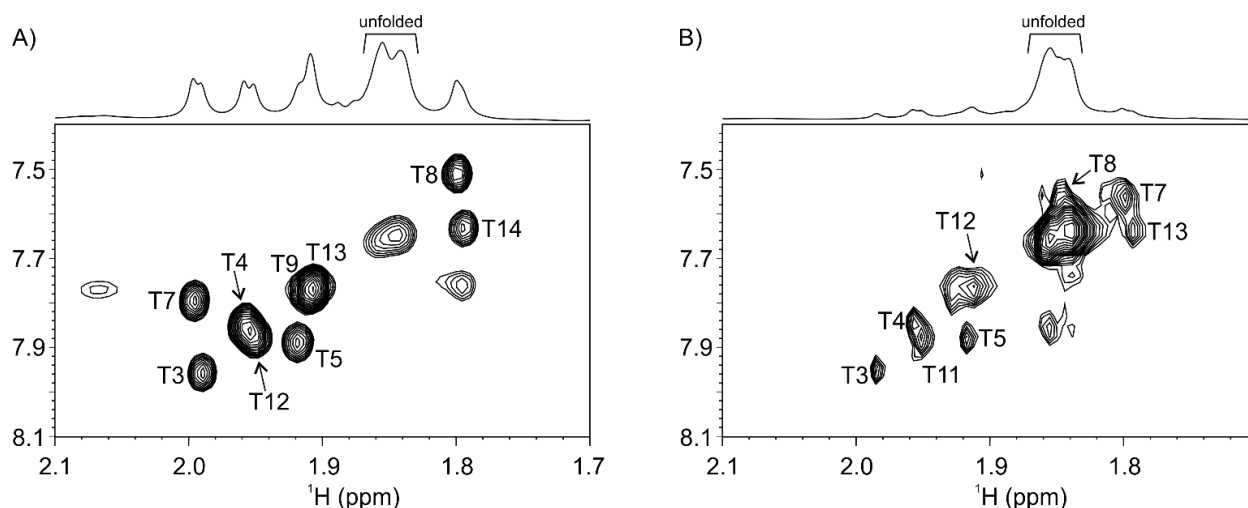 A)
unfolded
7.5
7.7
7.9
8.1
T8
T14
T9 T13
T4
T7
T5
T3
T12
2.1 2.0 1.9 1.8 1.7
¹H (ppm)
B)
unfolded
7.5
7.7
7.9
8.1
T8
T7
T12
T13
T4
T5
T3
T11
2.1 2.0 1.9 1.8
¹H (ppm)